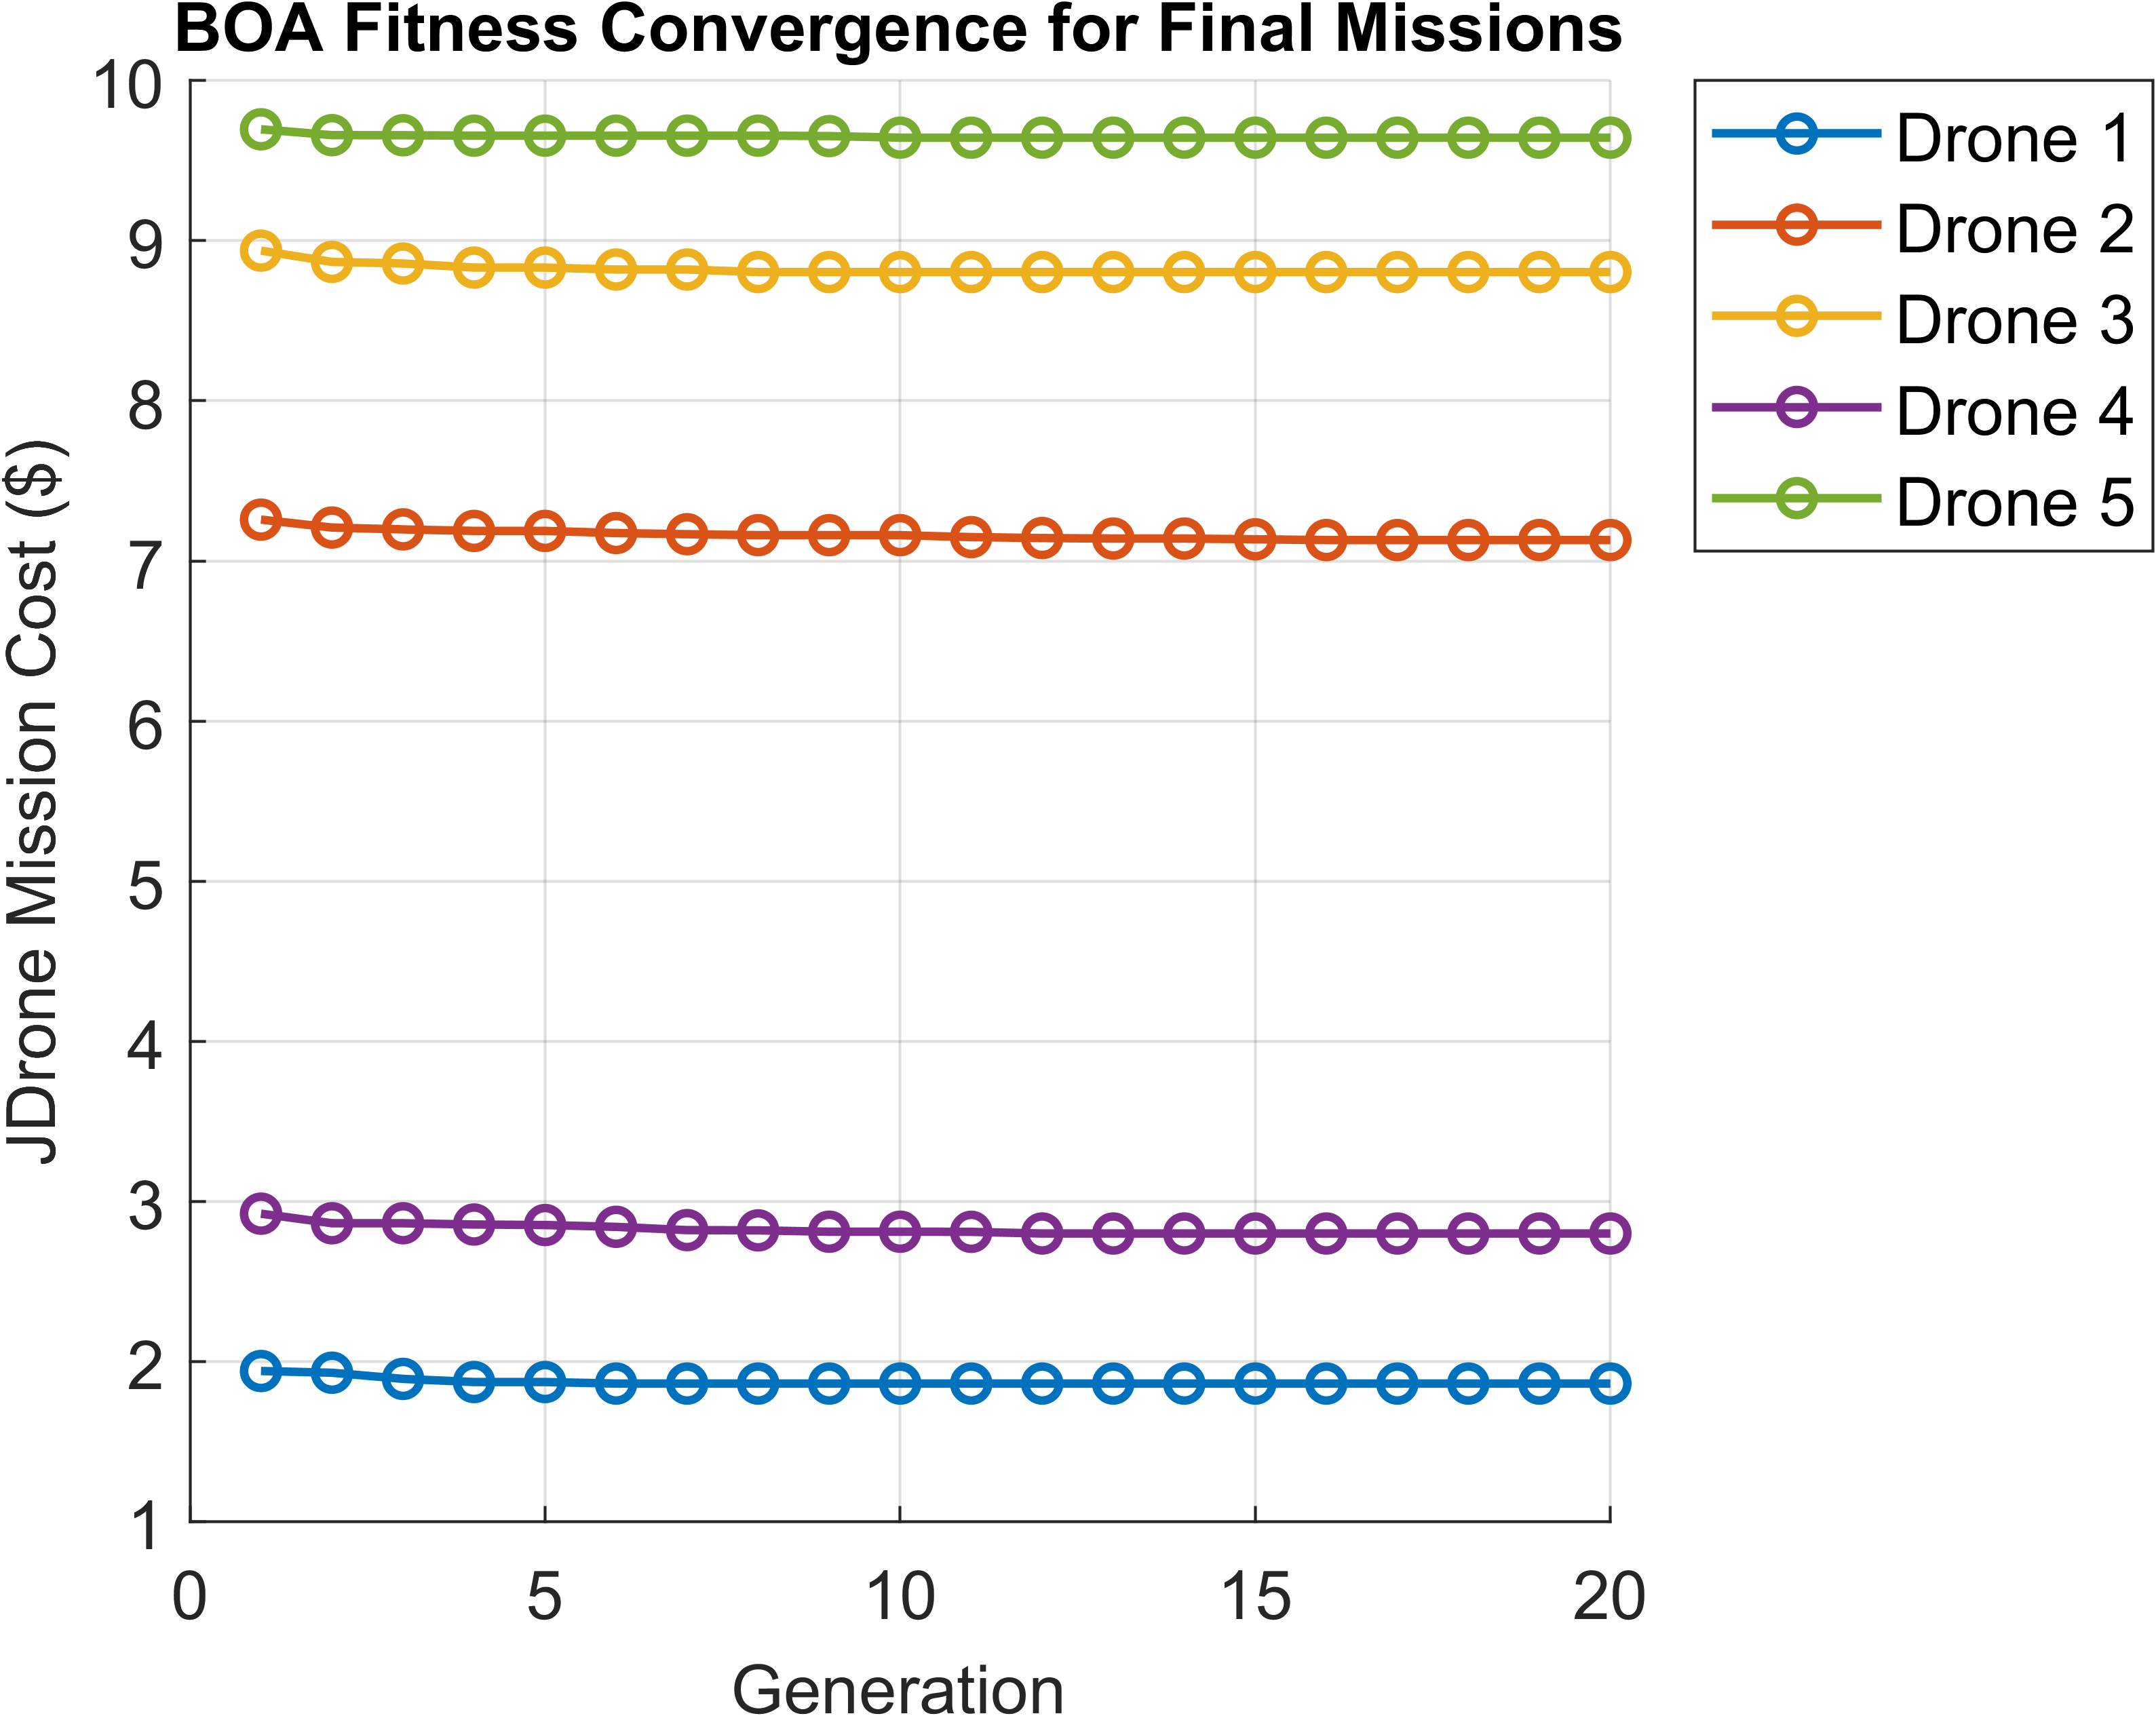 BOA Fitness Convergence for Final Missions
10
9
8
7
6
5
4
3
2
1
JDrone Mission Cost ($)
0 5 10 15 20
Generation
Drone 1
Drone 2
Drone 3
Drone 4
Drone 5